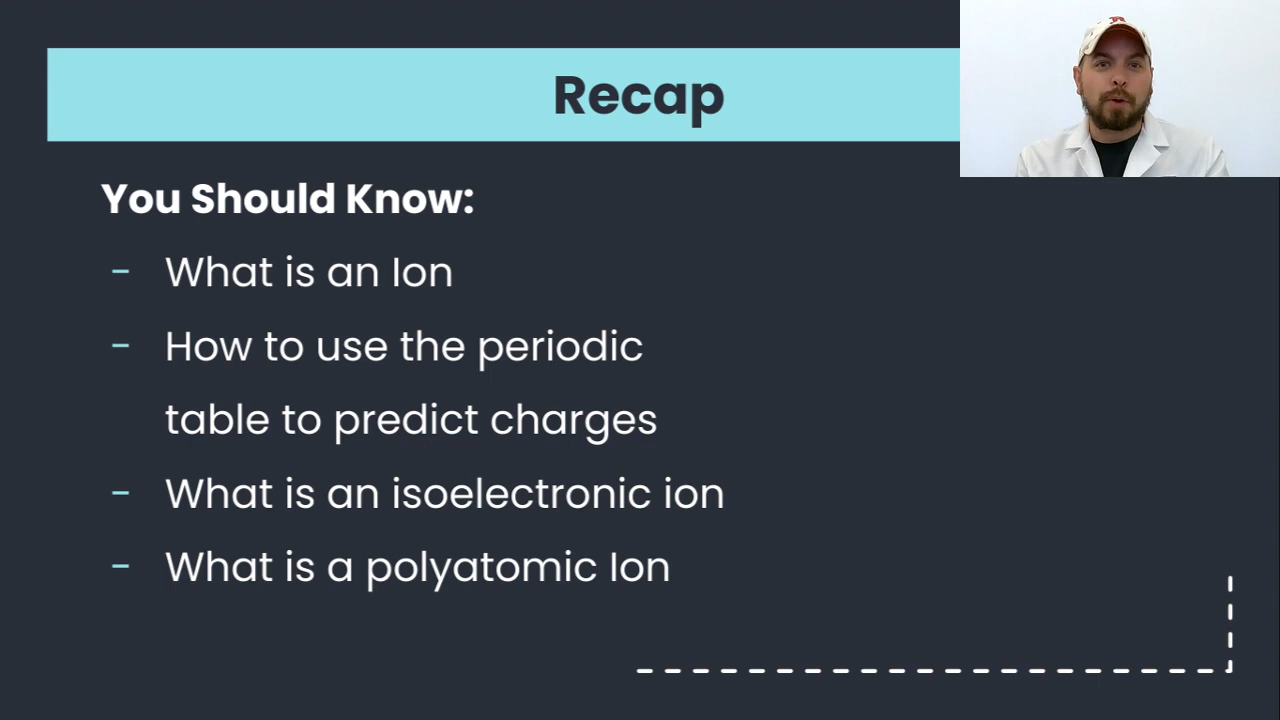 Recap
You Should Know:
- What is an Ion
- How to use the periodic
table to predict charges
- What is an isoelectronic ion
- What is a polyatomic Ion